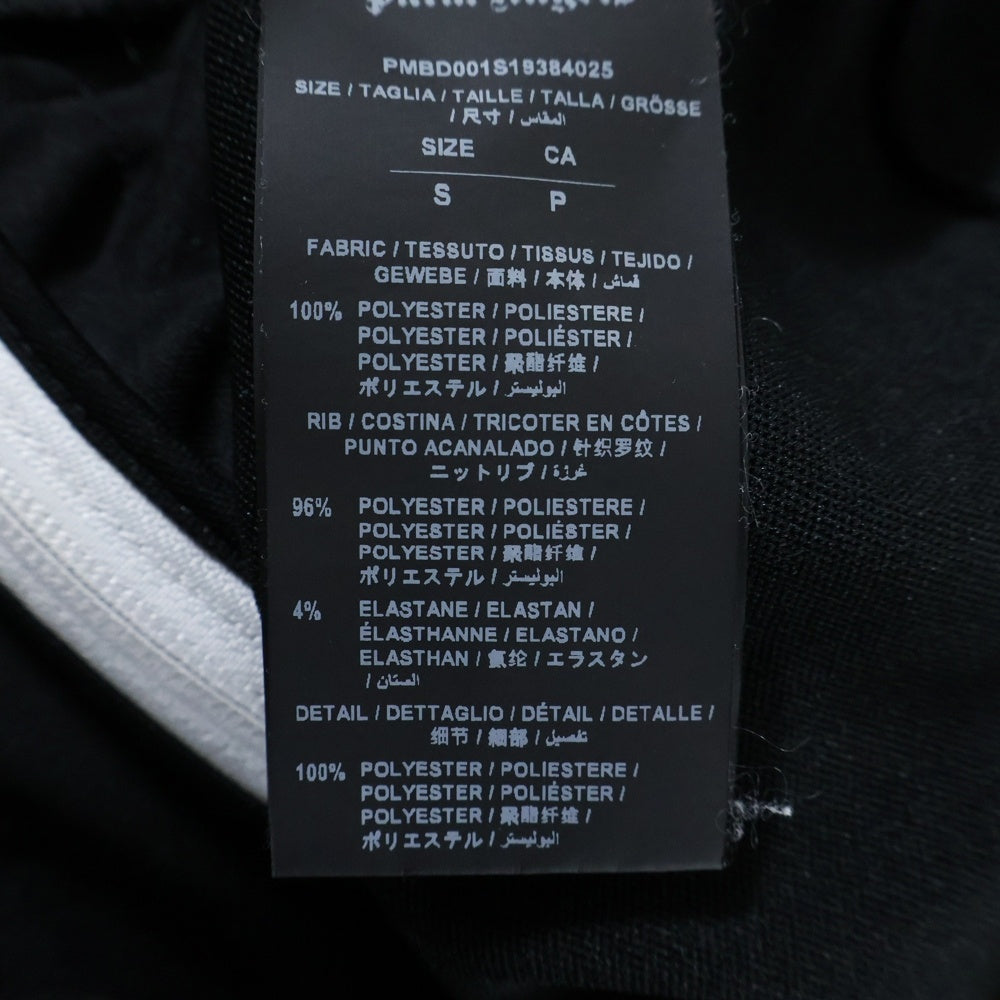 Palm Angels
PMBD001S19384025
SIZE / TAGLIA / TAILLE / TALLA / GRÖSSE
/ 尺寸 / المقاس
SIZE CA
S P
FABRIC / TESSUTO / TISSUS / TEJIDO /
GEWEBE / 面料 / 本体 / قماش
100% POLYESTER / POLIESTERE /
POLYESTER / POLIÉSTER /
POLYESTER / 聚酯纤维 /
ポリエステル / البوليستر
RIB / COSTINA / TRICOTER EN CÔTES /
PUNTO ACANALADO / 针织罗纹 /
ニットリブ / غرزة
96% POLYESTER / POLIESTERE /
POLYESTER / POLIÉSTER /
POLYESTER / 聚酯纤维 /
ポリエステル / البوليستر
4% ELASTANE / ELASTAN /
ÉLASTHANNE / ELASTANO /
ELASTHAN / 氨纶 / エラスタン
/ الستان
DETAIL / DETTAGLIO / DÉTAIL / DETALLE /
细节 / 細部 / تفصيل
100% POLYESTER / POLIESTERE /
POLYESTER / POLIÉSTER /
POLYESTER / 聚酯纤维 /
ポリエステル / البوليستر